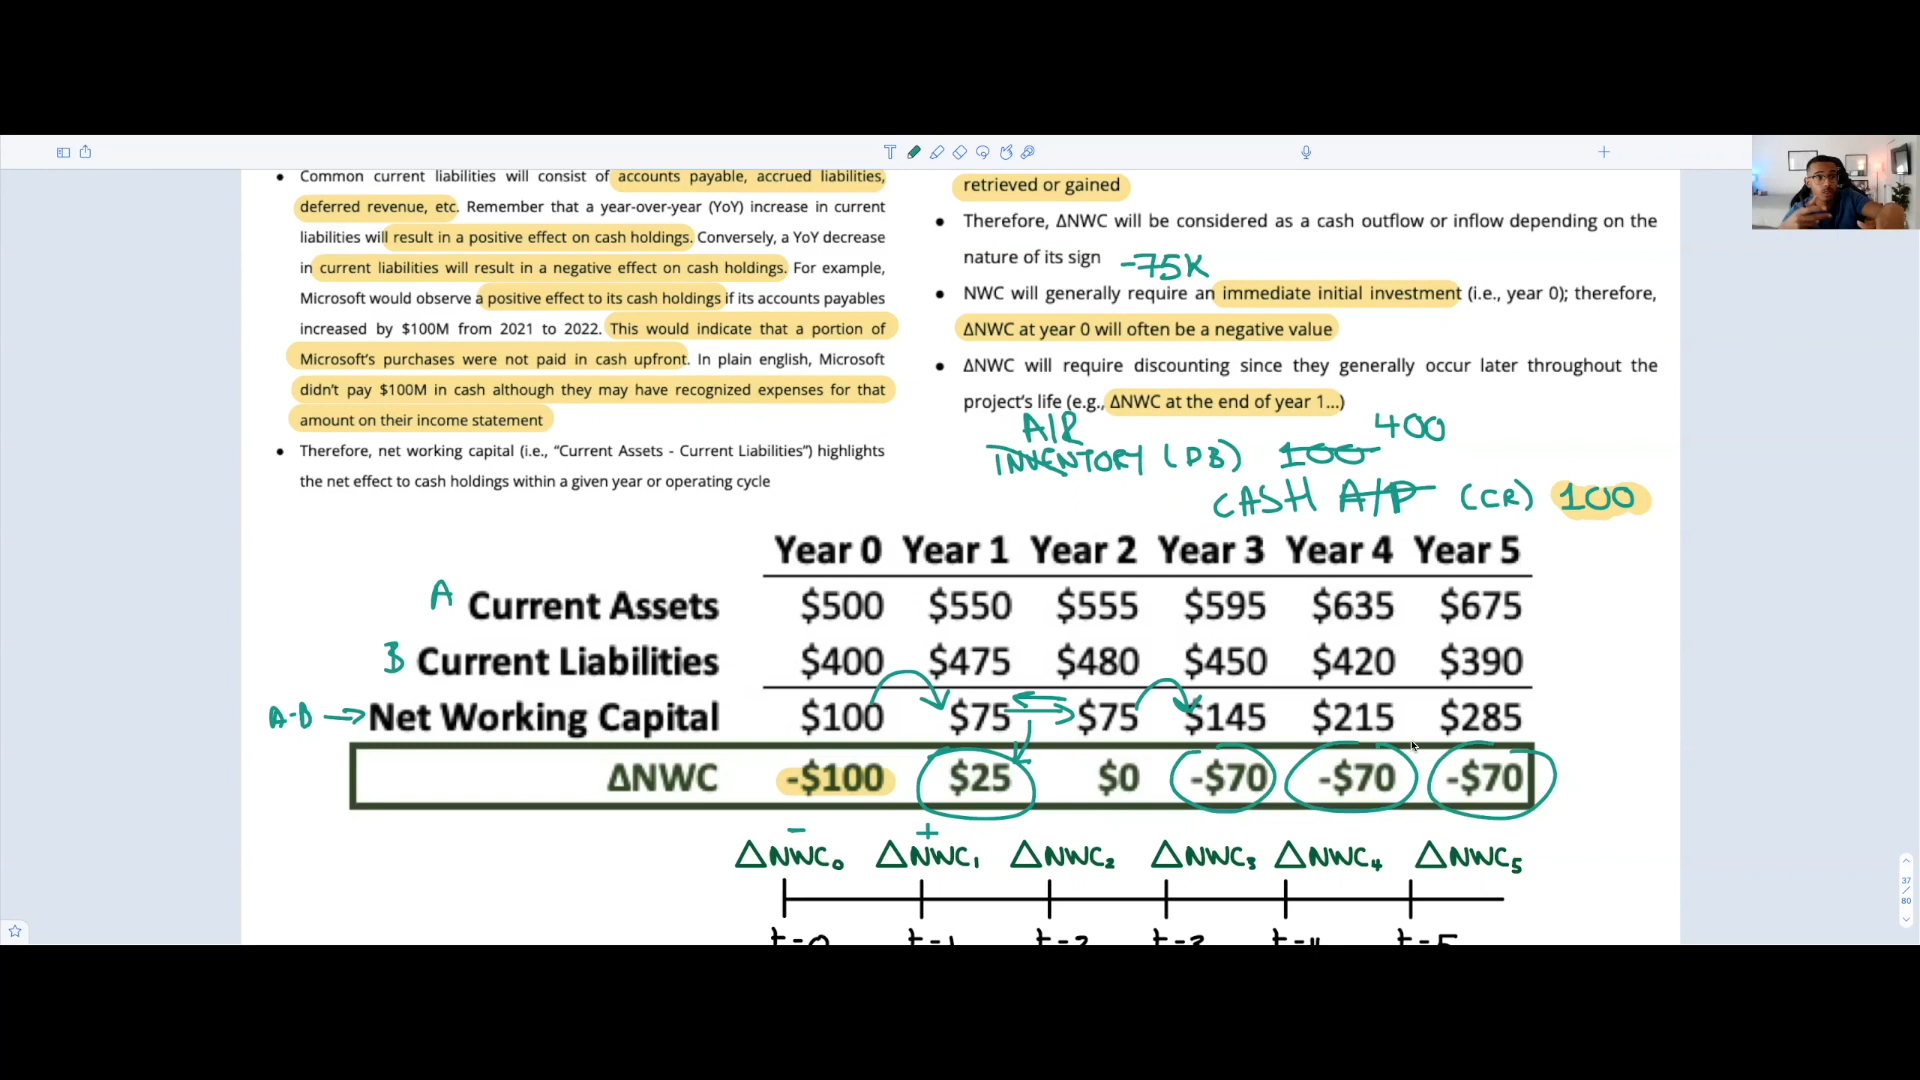 • Common current liabilities will consist of accounts payable, accrued liabilities,
deferred revenue, etc. Remember that a year-over-year (YoY) increase in current
liabilities will result in a positive effect on cash holdings. Conversely, a YoY decrease
in current liabilities will result in a negative effect on cash holdings. For example,
Microsoft would observe a positive effect to its cash holdings if its accounts payables
increased by $100M from 2021 to 2022. This would indicate that a portion of
Microsoft's purchases were not paid in cash upfront. In plain english, Microsoft
didn't pay $100M in cash although they may have recognized expenses for that
amount on their income statement
• Therefore, net working capital (i.e., "Current Assets - Current Liabilities") highlights
the net effect to cash holdings within a given year or operating cycle
retrieved or gained
• Therefore, ΔNWC will be considered as a cash outflow or inflow depending on the
nature of its sign -75K
• NWC will generally require an immediate initial investment (i.e., year 0); therefore,
ΔNWC at year 0 will often be a negative value
• ΔNWC will require discounting since they generally occur later throughout the
project's life (e.g., ΔNWC at the end of year 1...)
A/R 400
INVENTORY (DB) 100
CASH A/P (CR) 100
Year 0 Year 1 Year 2 Year 3 Year 4 Year 5
A Current Assets $500 $550 $555 $595 $635 $675
B Current Liabilities $400 $475 $480 $450 $420 $390
A-B Net Working Capital $100 $75 $75 $145 $215 $285
ΔNWC -$100 $25 $0 -$70 -$70 -$70
- +
ΔNWC₀ ΔNWC₁ ΔNWC₂ ΔNWC₃ ΔNWC₄ ΔNWC₅
t=0 t=1 t=2 t=3 t=4 t=5
37
/
80